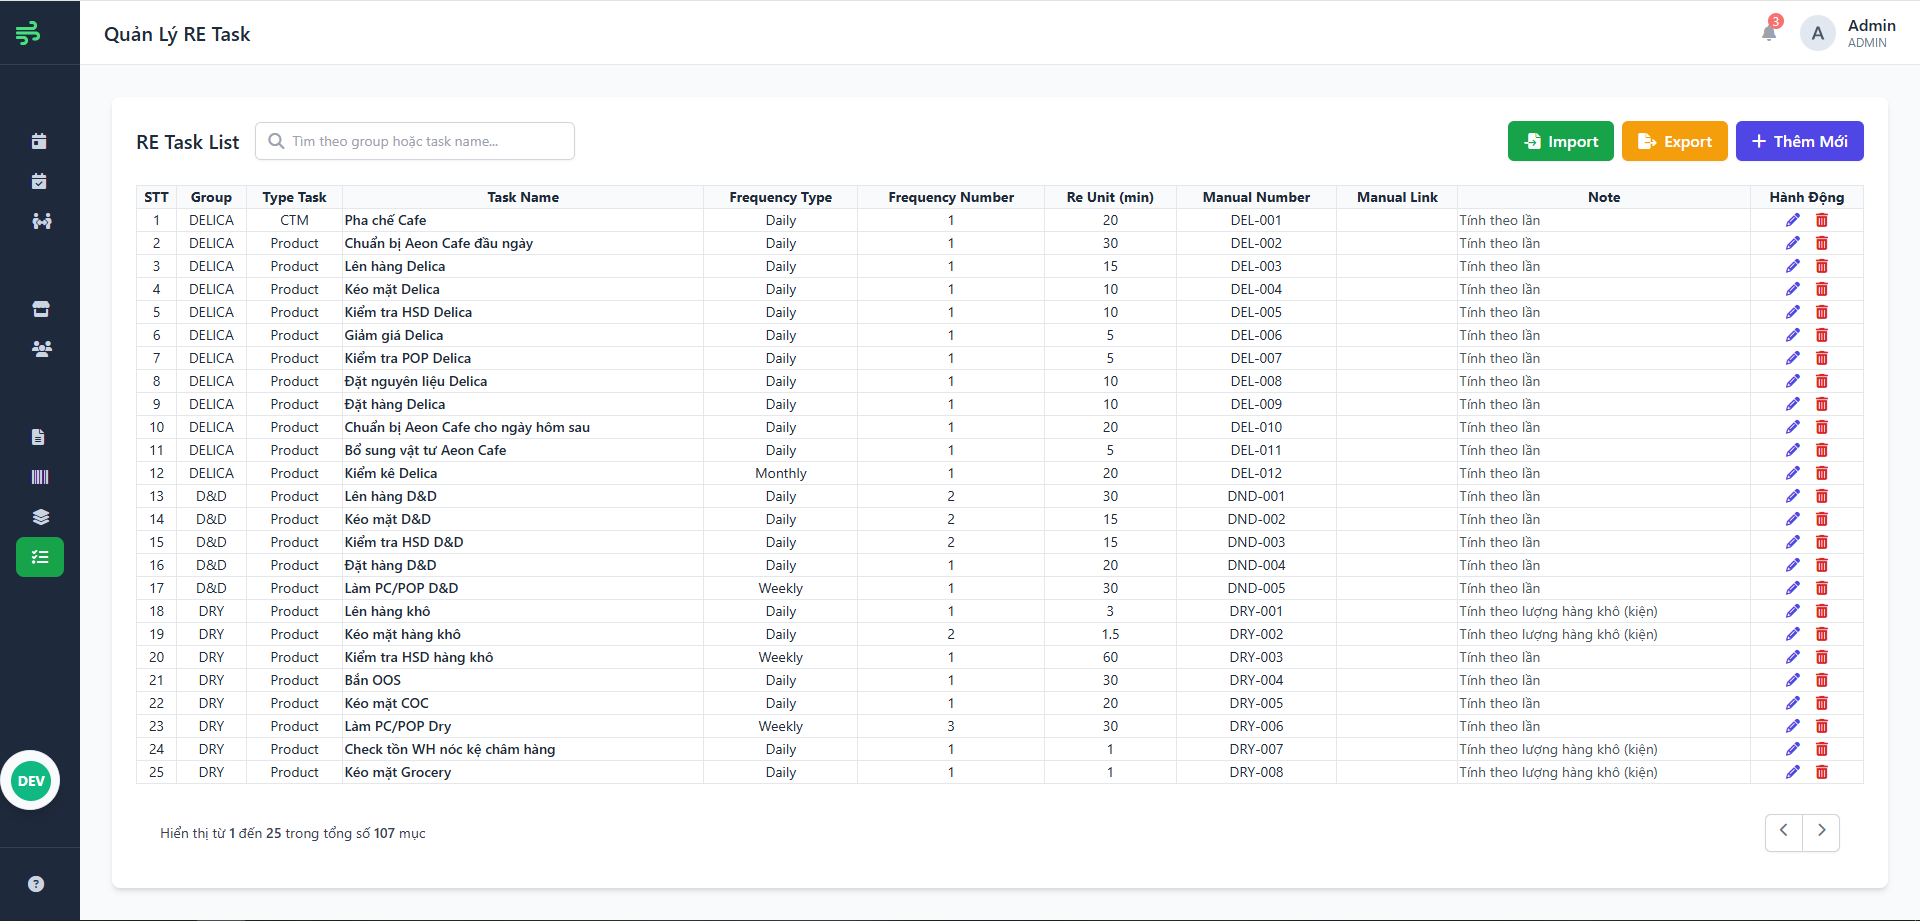 Quản Lý RE Task
3
A
Admin
ADMIN
RE Task List
Tìm theo group hoặc task name...
Import
Export
Thêm Mới
STT Group Type Task Task Name Frequency Type Frequency Number Re Unit (min) Manual Number Manual Link Note Hành Động
1 DELICA CTM Pha chế Cafe Daily 1 20 DEL-001 Tính theo lần
2 DELICA Product Chuẩn bị Aeon Cafe đầu ngày Daily 1 30 DEL-002 Tính theo lần
3 DELICA Product Lên hàng Delica Daily 1 15 DEL-003 Tính theo lần
4 DELICA Product Kéo mặt Delica Daily 1 10 DEL-004 Tính theo lần
5 DELICA Product Kiểm tra HSD Delica Daily 1 10 DEL-005 Tính theo lần
6 DELICA Product Giảm giá Delica Daily 1 5 DEL-006 Tính theo lần
7 DELICA Product Kiểm tra POP Delica Daily 1 5 DEL-007 Tính theo lần
8 DELICA Product Đặt nguyên liệu Delica Daily 1 10 DEL-008 Tính theo lần
9 DELICA Product Đặt hàng Delica Daily 1 10 DEL-009 Tính theo lần
10 DELICA Product Chuẩn bị Aeon Cafe cho ngày hôm sau Daily 1 20 DEL-010 Tính theo lần
11 DELICA Product Bổ sung vật tư Aeon Cafe Daily 1 5 DEL-011 Tính theo lần
12 DELICA Product Kiểm kê Delica Monthly 1 20 DEL-012 Tính theo lần
13 D&D Product Lên hàng D&D Daily 2 30 DND-001 Tính theo lần
14 D&D Product Kéo mặt D&D Daily 2 15 DND-002 Tính theo lần
15 D&D Product Kiểm tra HSD D&D Daily 2 15 DND-003 Tính theo lần
16 D&D Product Đặt hàng D&D Daily 1 20 DND-004 Tính theo lần
17 D&D Product Làm PC/POP D&D Weekly 1 30 DND-005 Tính theo lần
18 DRY Product Lên hàng khô Daily 1 3 DRY-001 Tính theo lượng hàng khô (kiện)
19 DRY Product Kéo mặt hàng khô Daily 2 1.5 DRY-002 Tính theo lượng hàng khô (kiện)
20 DRY Product Kiểm tra HSD hàng khô Weekly 1 60 DRY-003 Tính theo lần
21 DRY Product Bắn OOS Daily 1 30 DRY-004 Tính theo lần
22 DRY Product Kéo mặt COC Daily 1 20 DRY-005 Tính theo lần
23 DRY Product Làm PC/POP Dry Weekly 3 30 DRY-006 Tính theo lần
24 DRY Product Check tồn WH nóc kệ châm hàng Daily 1 1 DRY-007 Tính theo lượng hàng khô (kiện)
25 DRY Product Kéo mặt Grocery Daily 1 1 DRY-008 Tính theo lượng hàng khô (kiện)
DEV
Hiển thị từ 1 đến 25 trong tổng số 107 mục
?